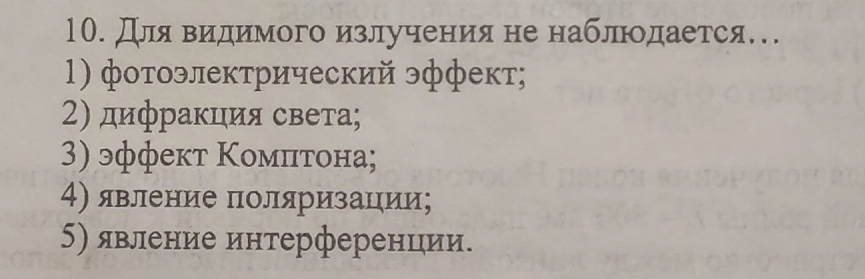 10. Для видимого излучения не наблюдается...
1) фотоэлектрический эффект;
2) дифракция света;
3) эффект Комптона;
4) явление поляризации;
5) явление интерференции.